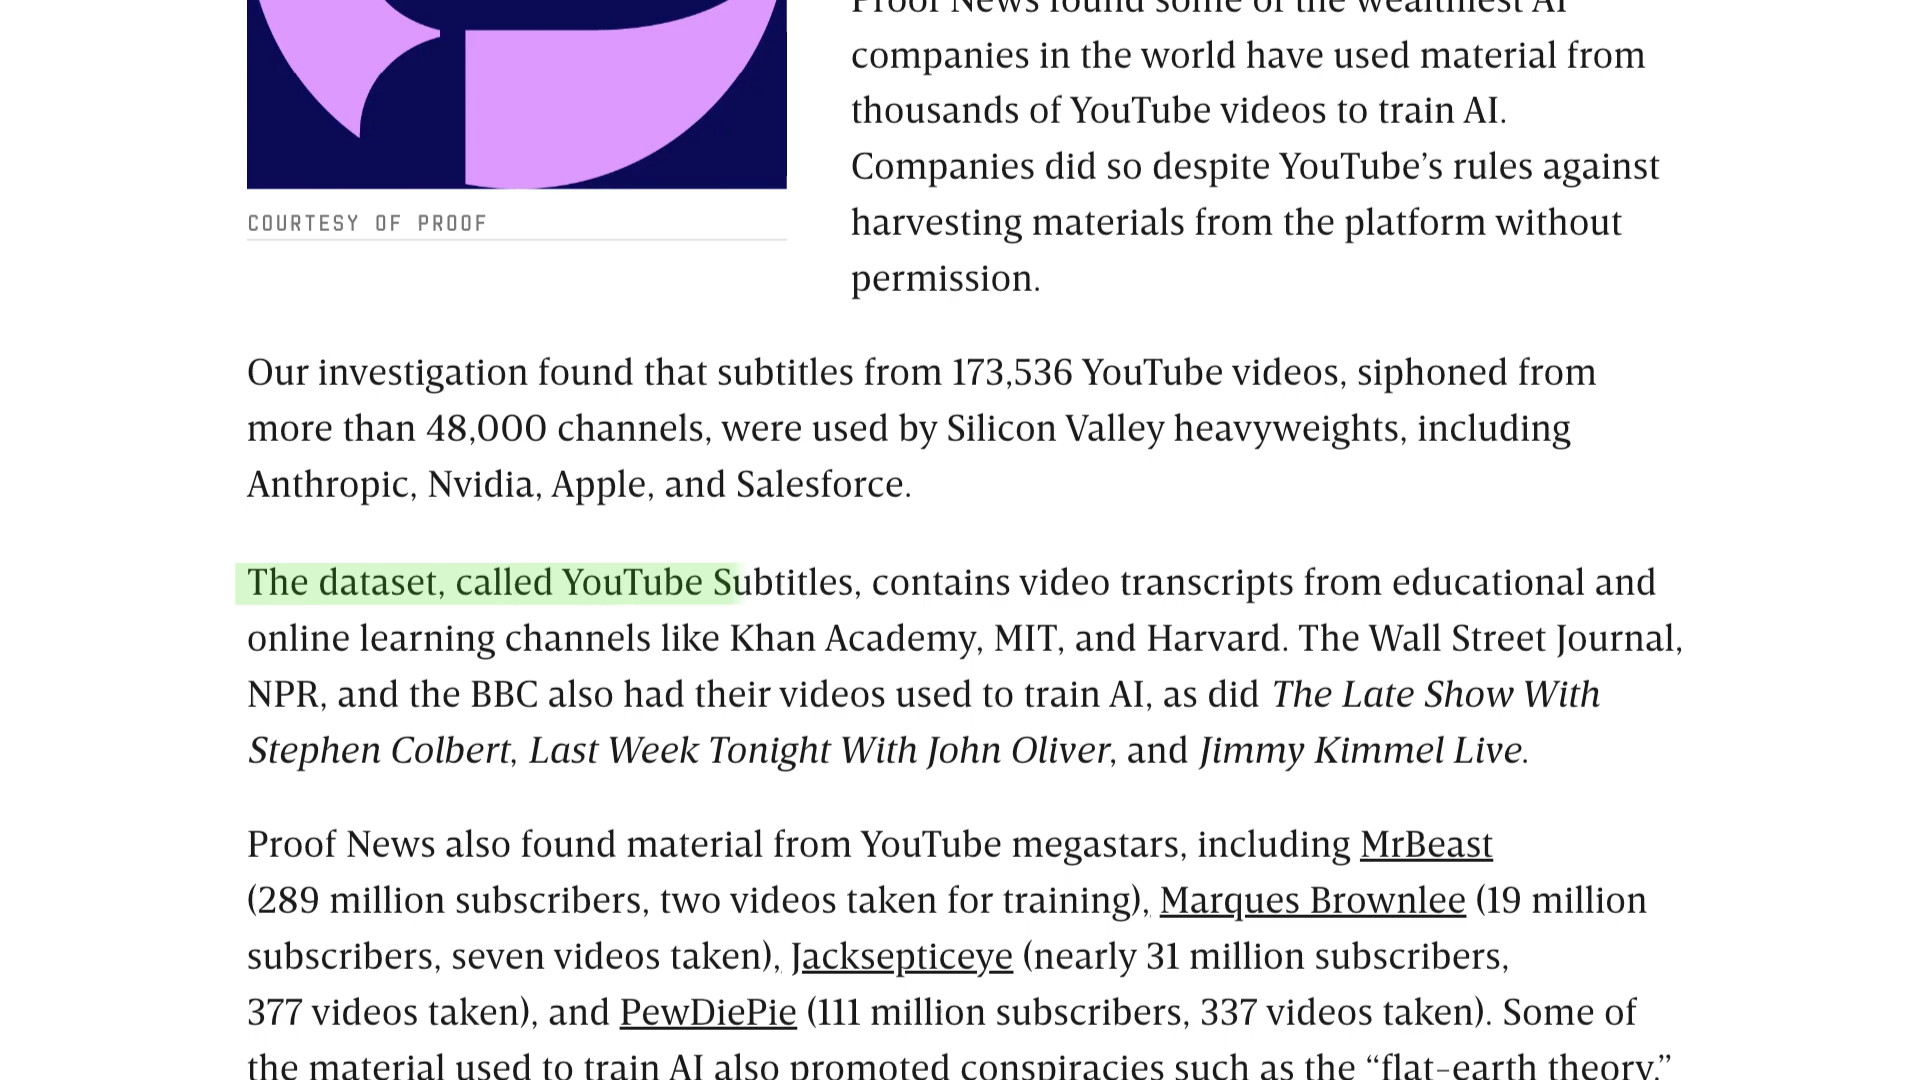 COURTESY OF PROOF
Proof News found some of the wealthiest AI
companies in the world have used material from
thousands of YouTube videos to train AI.
Companies did so despite YouTube’s rules against
harvesting materials from the platform without
permission.
Our investigation found that subtitles from 173,536 YouTube videos, siphoned from
more than 48,000 channels, were used by Silicon Valley heavyweights, including
Anthropic, Nvidia, Apple, and Salesforce.
The dataset, called YouTube Subtitles, contains video transcripts from educational and
online learning channels like Khan Academy, MIT, and Harvard. The Wall Street Journal,
NPR, and the BBC also had their videos used to train AI, as did The Late Show With
Stephen Colbert, Last Week Tonight With John Oliver, and Jimmy Kimmel Live.
Proof News also found material from YouTube megastars, including MrBeast
(289 million subscribers, two videos taken for training), Marques Brownlee (19 million
subscribers, seven videos taken), Jacksepticeye (nearly 31 million subscribers,
377 videos taken), and PewDiePie (111 million subscribers, 337 videos taken). Some of
the material used to train AI also promoted conspiracies such as the “flat-earth theory.”